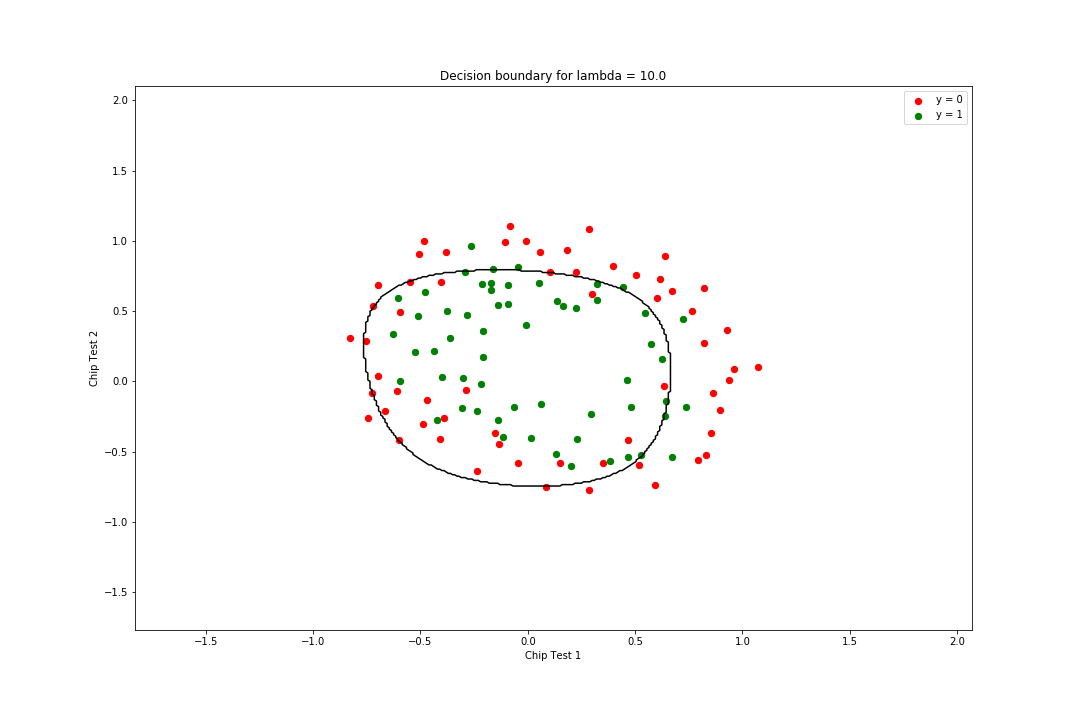 Decision boundary for lambda = 10.0
y = 0
y = 1
2.0
1.5
1.0
0.5
0.0
−0.5
−1.0
−1.5
Chip Test 2
−1.5 −1.0 −0.5 0.0 0.5 1.0 1.5 2.0
Chip Test 1